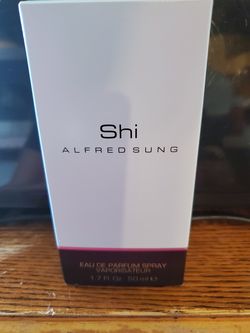 Shi
ALFRED SUNG
EAU DE PARFUM SPRAY
VAPORISATEUR
1.7 Fl. Oz. 50 ml ℮